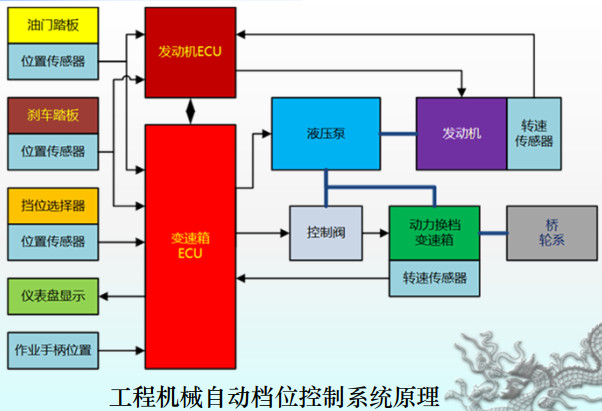 油门踏板
位置传感器
刹车踏板
位置传感器
挡位选择器
位置传感器
仪表盘显示
作业手柄位置
发动机ECU
变速箱
ECU
液压泵
发动机
转速
传感器
控制阀
动力换档
变速箱
转速传感器
桥
轮系
工程机械自动档位控制系统原理